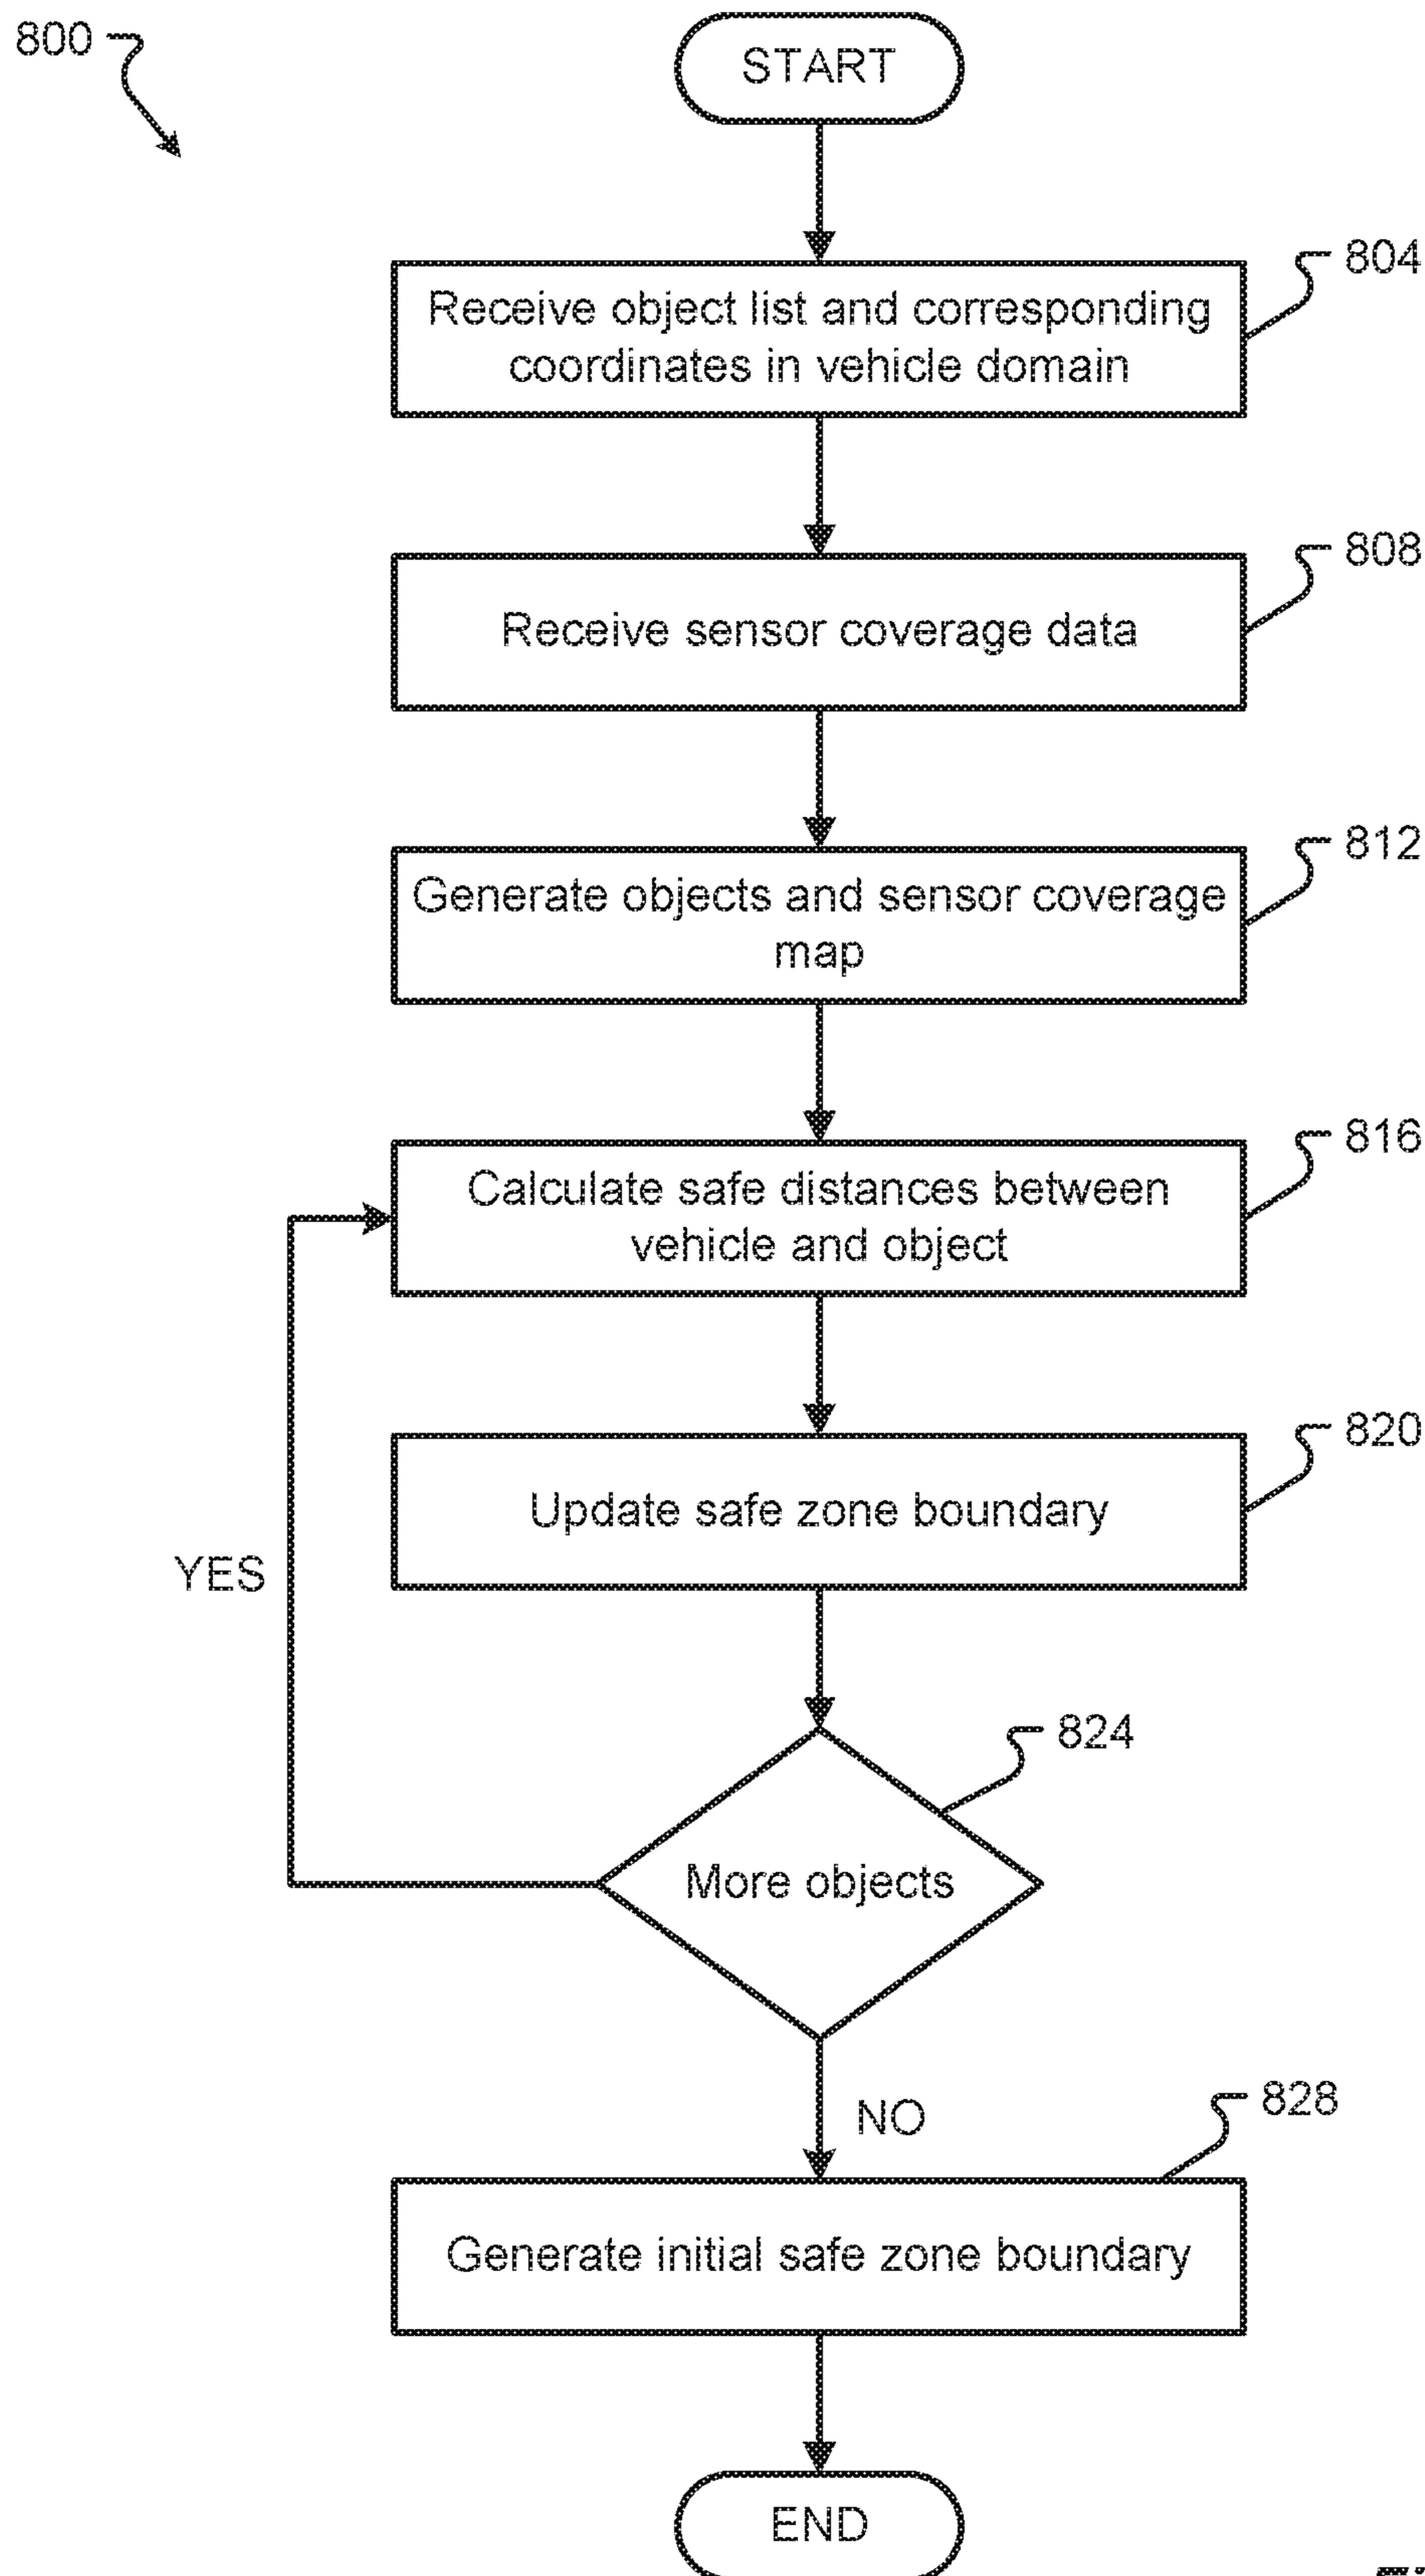 800
START
804
Receive object list and corresponding
coordinates in vehicle domain
808
Receive sensor coverage data
812
Generate objects and sensor coverage
map
816
Calculate safe distances between
vehicle and object
820
Update safe zone boundary
YES
824
More objects
NO
828
Generate initial safe zone boundary
END